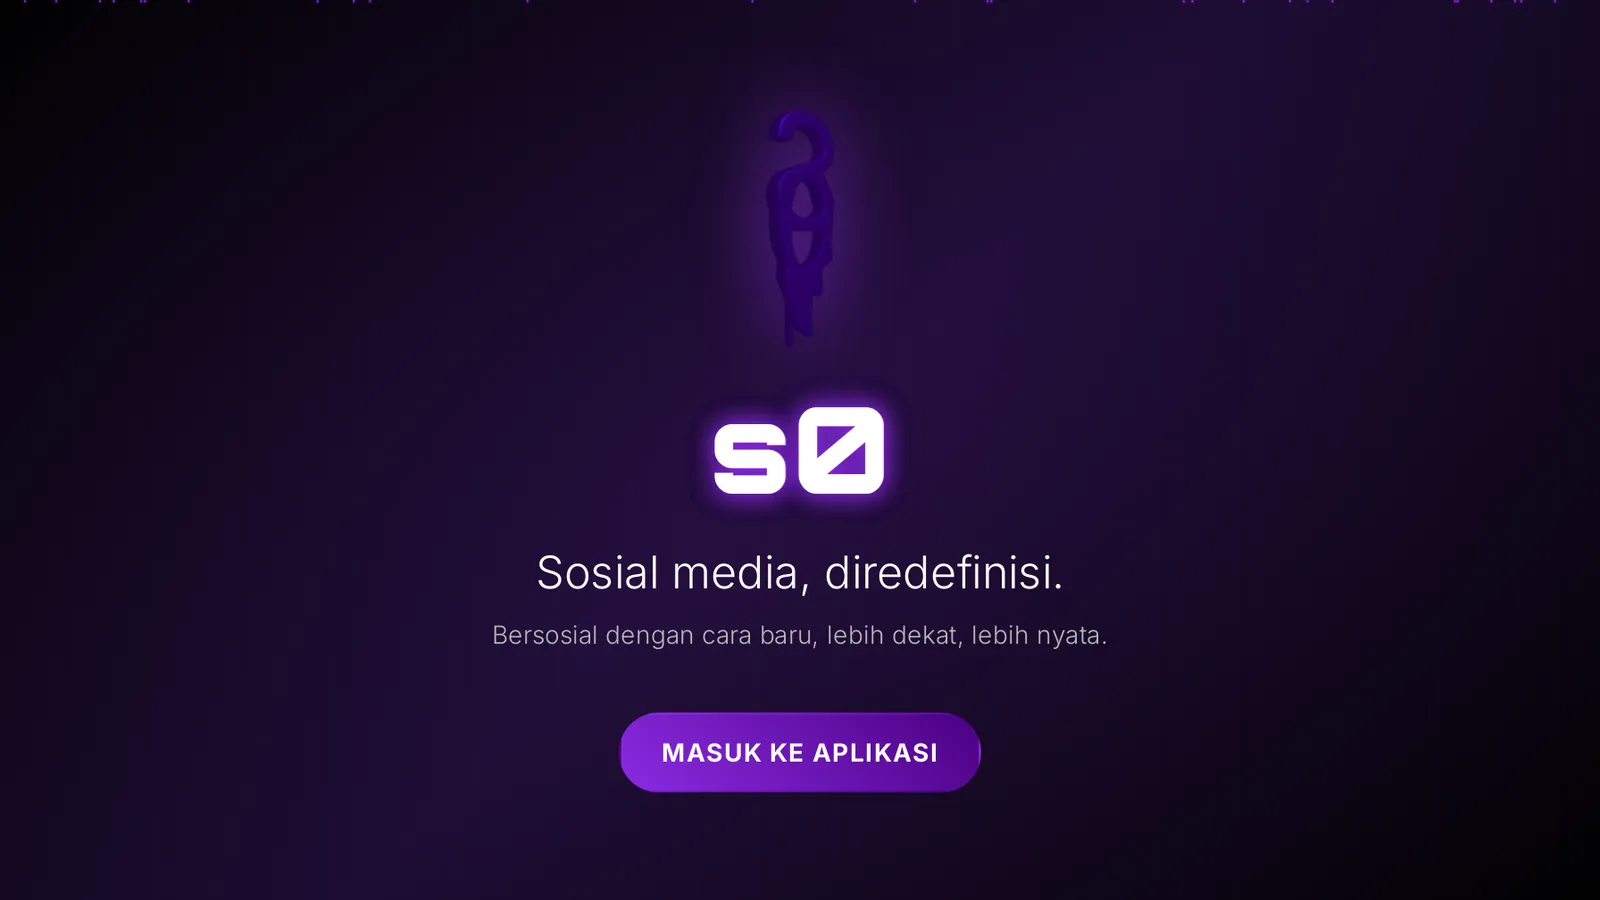 s0
Sosial media, diredefinisi.
Bersosial dengan cara baru, lebih dekat, lebih nyata.
MASUK KE APLIKASI